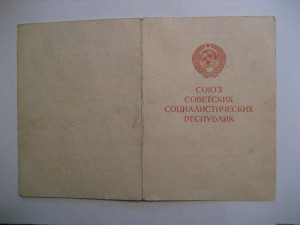 СОЮЗ
СОВЕТСКИХ
СОЦИАЛИСТИЧЕСКИХ
РЕСПУБЛИК